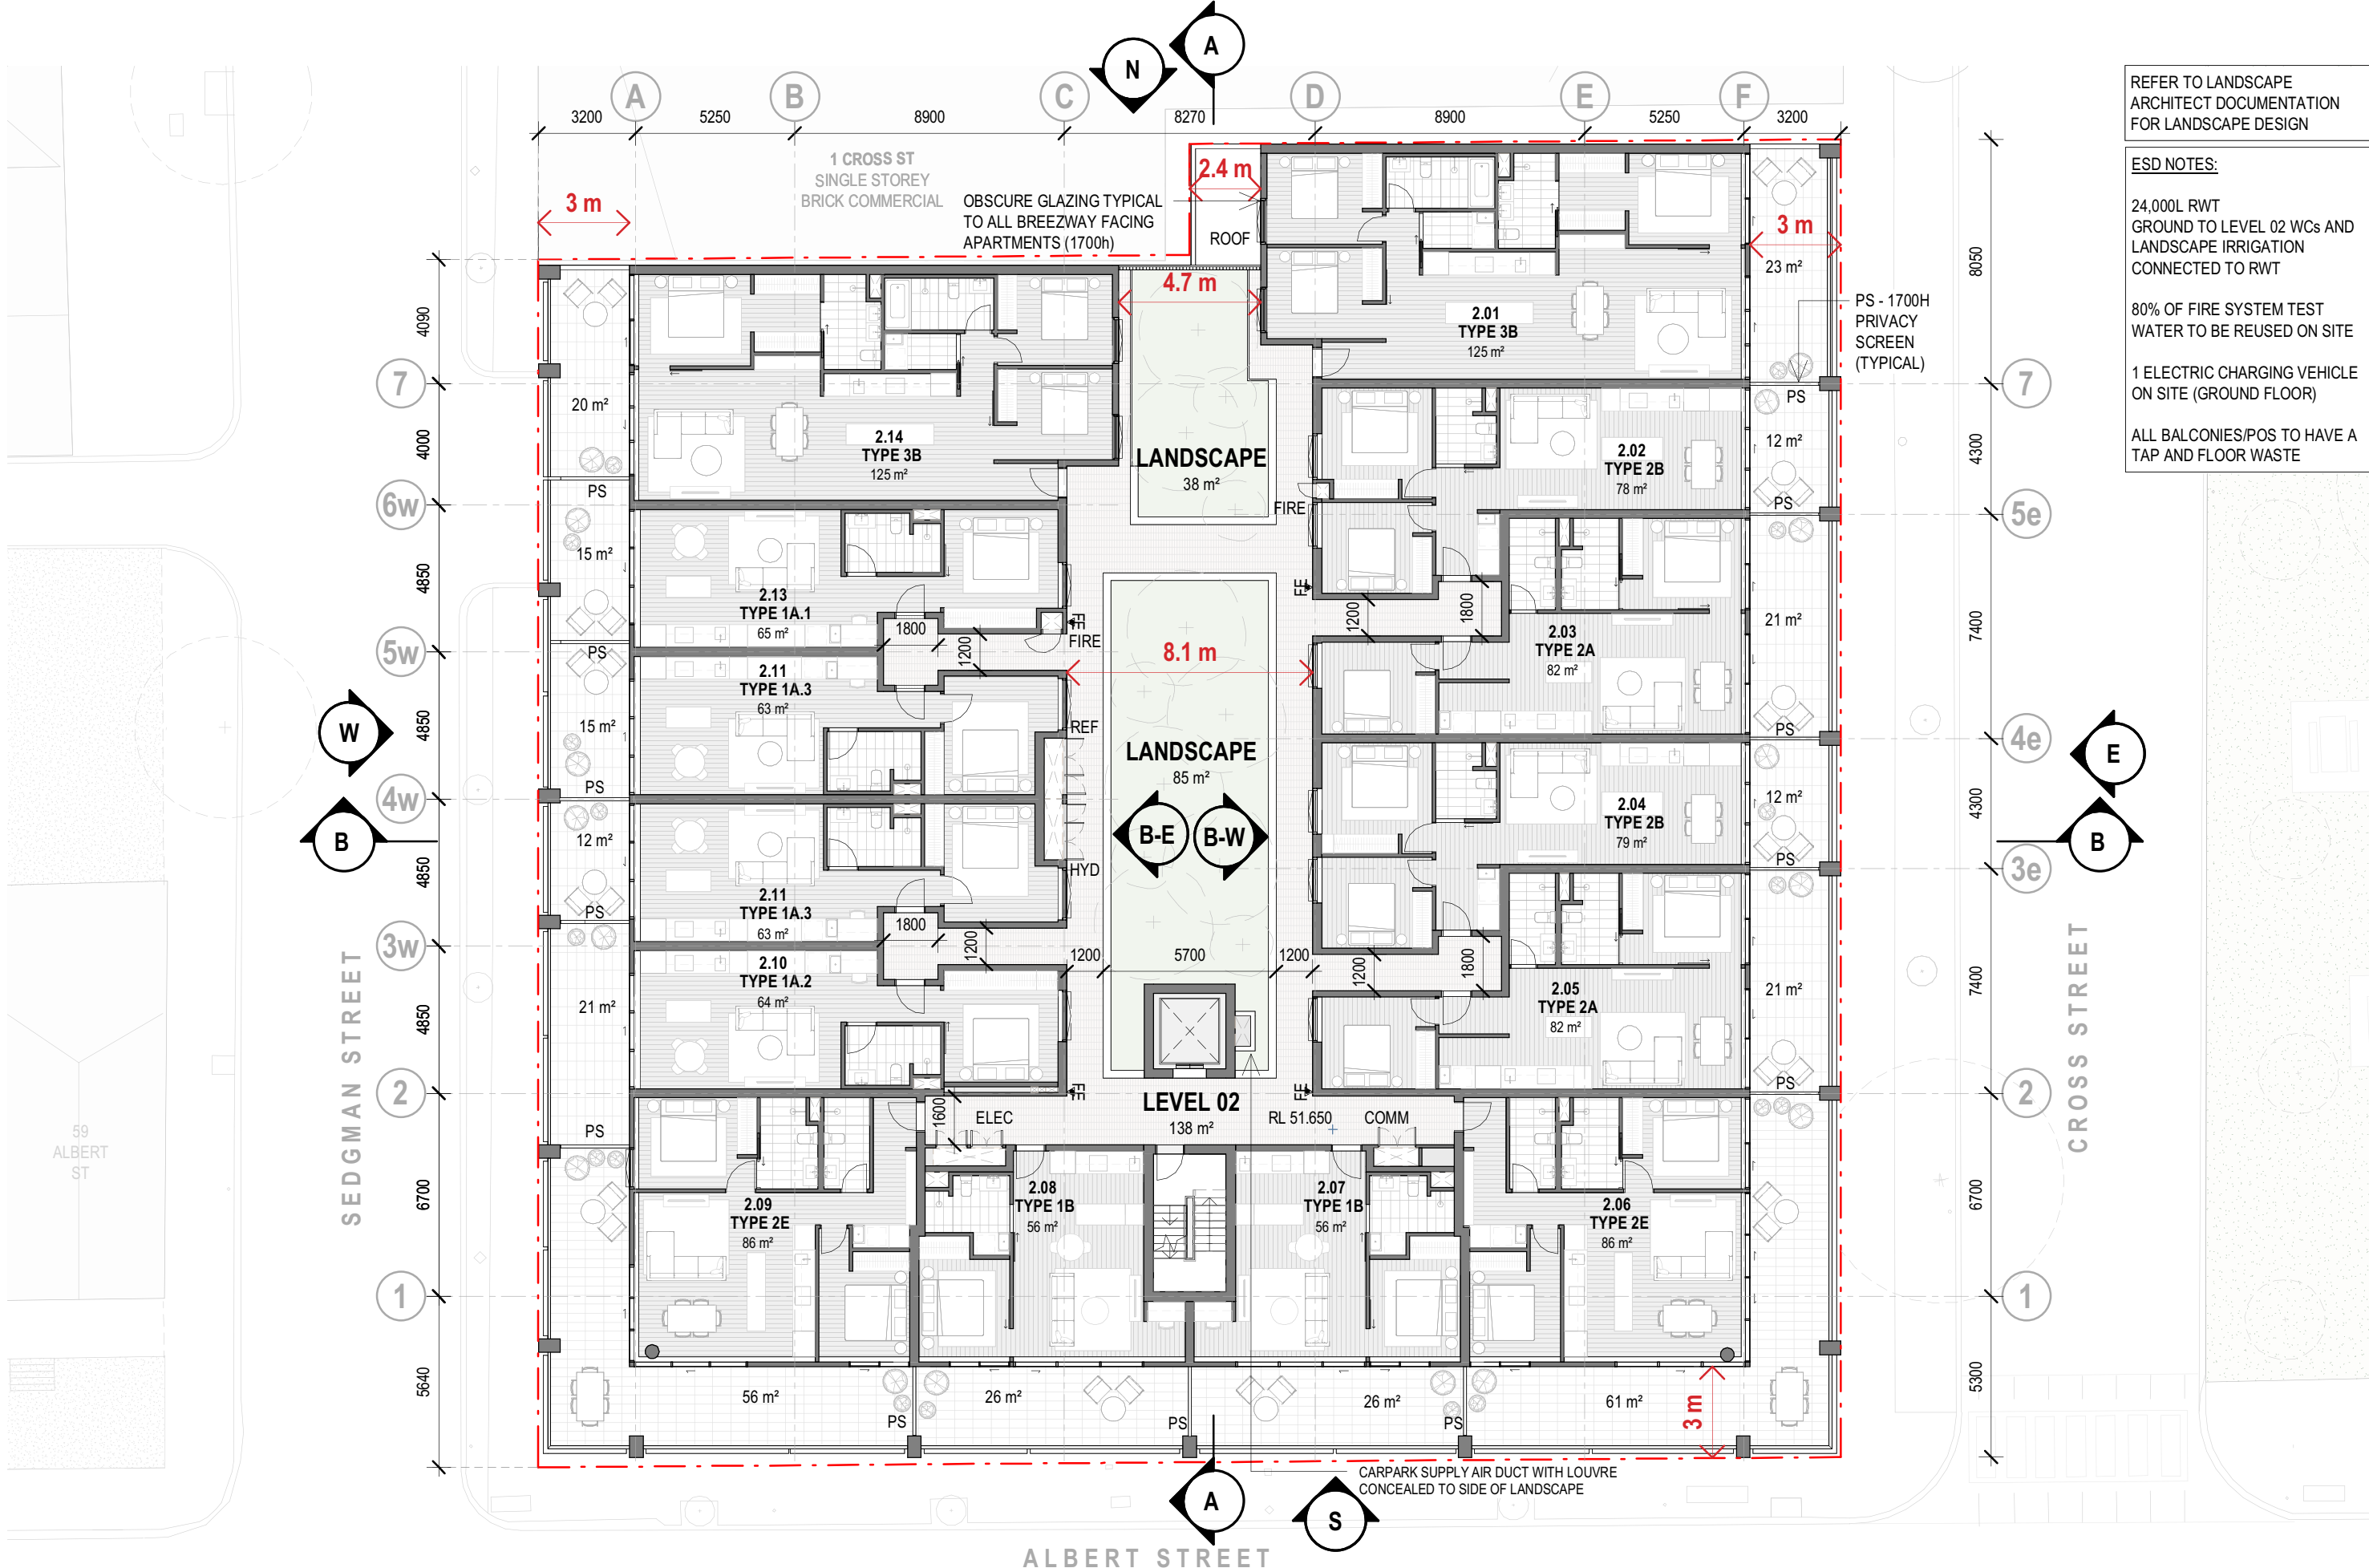 A
N
A
B
C
D
E
F
3200
5250
8900
8270
8900
5250
3200
REFER TO LANDSCAPE
ARCHITECT DOCUMENTATION
FOR LANDSCAPE DESIGN
ESD NOTES:
24,000L RWT
GROUND TO LEVEL 02 WCs AND
LANDSCAPE IRRIGATION
CONNECTED TO RWT
80% OF FIRE SYSTEM TEST
WATER TO BE REUSED ON SITE
1 ELECTRIC CHARGING VEHICLE
ON SITE (GROUND FLOOR)
ALL BALCONIES/POS TO HAVE A
TAP AND FLOOR WASTE
1 CROSS ST
SINGLE STOREY
BRICK COMMERCIAL
OBSCURE GLAZING TYPICAL
TO ALL BREEZWAY FACING
APARTMENTS (1700h)
3 m
2.4 m
ROOF
3 m
23 m²
4.7 m
PS - 1700H
PRIVACY
SCREEN
(TYPICAL)
2.01
TYPE 3B
125 m²
8050
4090
7
7
20 m²
2.14
TYPE 3B
125 m²
4000
LANDSCAPE
38 m²
2.02
TYPE 2B
78 m²
PS
12 m²
PS
4300
PS
6w
FIRE
5e
15 m²
4850
2.13
TYPE 1A.1
65 m²
1800
1200
FE
FIRE
FE
1200
1800
2.03
TYPE 2A
82 m²
21 m²
7400
5w
PS
8.1 m
2.11
TYPE 1A.3
63 m²
15 m²
4850
REF
W
PS
4e
E
PS
4w
LANDSCAPE
85 m²
2.04
TYPE 2B
79 m²
12 m²
4300
B-E
B-W
B
B
12 m²
4850
HYD
PS
3e
2.11
TYPE 1A.3
63 m²
PS
3w
1800
1200
1200
5700
1200
1200
1800
2.10
TYPE 1A.2
64 m²
21 m²
4850
2.05
TYPE 2A
82 m²
21 m²
7400
PS
2
2
FE
FE
LEVEL 02
138 m²
RL 51.650
COMM
ELEC
1600
PS
59
ALBERT
ST
SEDGMAN STREET
CROSS STREET
6700
6700
2.09
TYPE 2E
86 m²
2.08
TYPE 1B
56 m²
2.07
TYPE 1B
56 m²
2.06
TYPE 2E
86 m²
1
1
5640
5300
56 m²
PS
26 m²
PS
26 m²
PS
61 m²
3 m
CARPARK SUPPLY AIR DUCT WITH LOUVRE
CONCEALED TO SIDE OF LANDSCAPE
A
S
ALBERT STREET